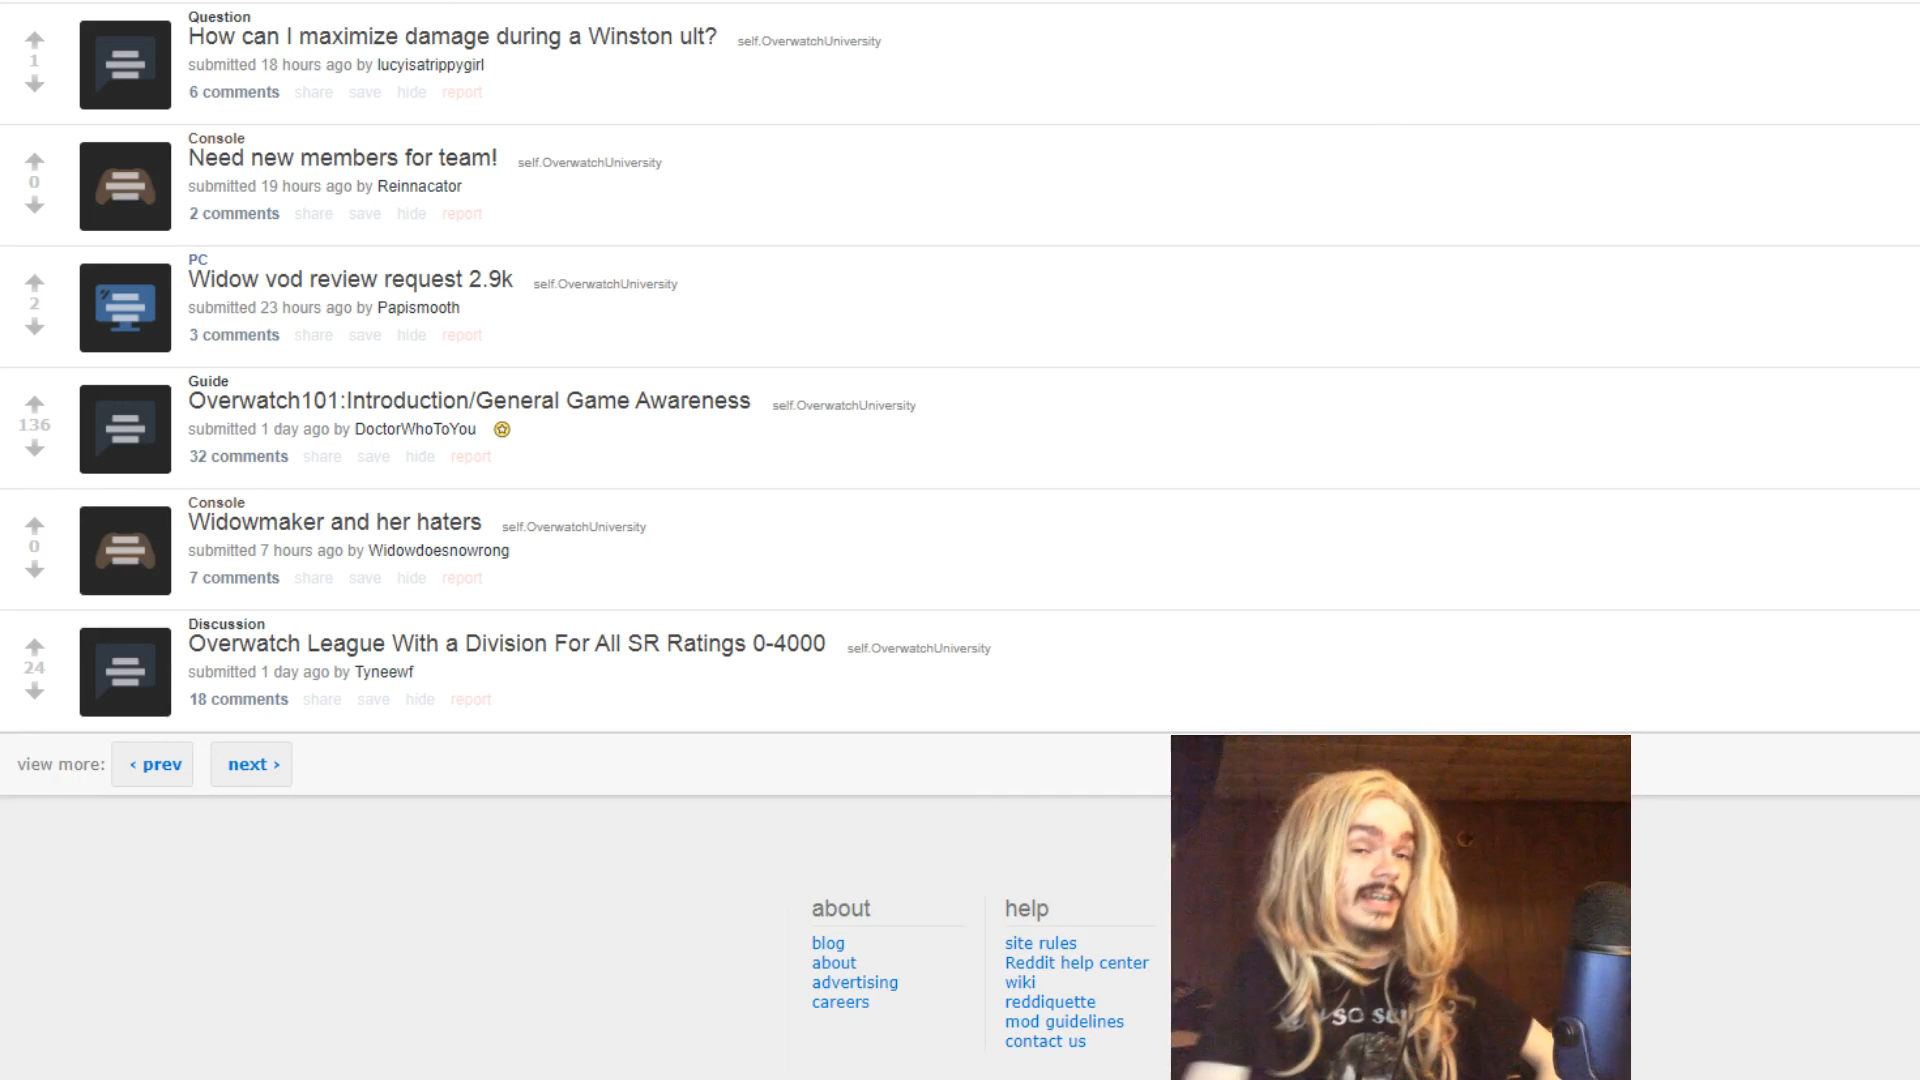 Question
How can I maximize damage during a Winston ult? self.OverwatchUniversity
1
submitted 18 hours ago by lucyisatrippygirl
6 comments share save hide report
Console
Need new members for team! self.OverwatchUniversity
0
submitted 19 hours ago by Reinnacator
2 comments share save hide report
PC
Widow vod review request 2.9k self.OverwatchUniversity
2
submitted 23 hours ago by Papismooth
3 comments share save hide report
Guide
Overwatch101:Introduction/General Game Awareness self.OverwatchUniversity
136
submitted 1 day ago by DoctorWhoToYou
32 comments share save hide report
Console
Widowmaker and her haters self.OverwatchUniversity
0
submitted 7 hours ago by Widowdoesnowrong
7 comments share save hide report
Discussion
Overwatch League With a Division For All SR Ratings 0-4000 self.OverwatchUniversity
24
submitted 1 day ago by Tyneewf
18 comments share save hide report
view more: ‹ prev next ›
about
blog
about
advertising
careers
help
site rules
Reddit help center
wiki
reddiquette
mod guidelines
contact us
SO